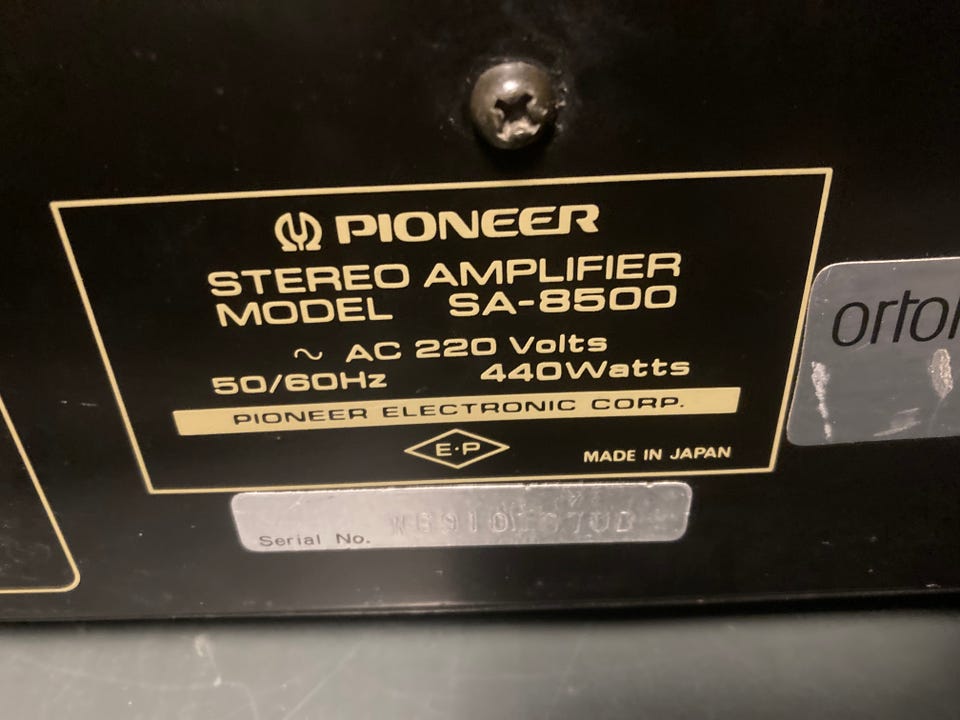 PIONEER
STEREO AMPLIFIER
MODEL SA-8500
~ AC 220 Volts
50/60Hz 440Watts
PIONEER ELECTRONIC CORP.
E·P
MADE IN JAPAN
Serial No.